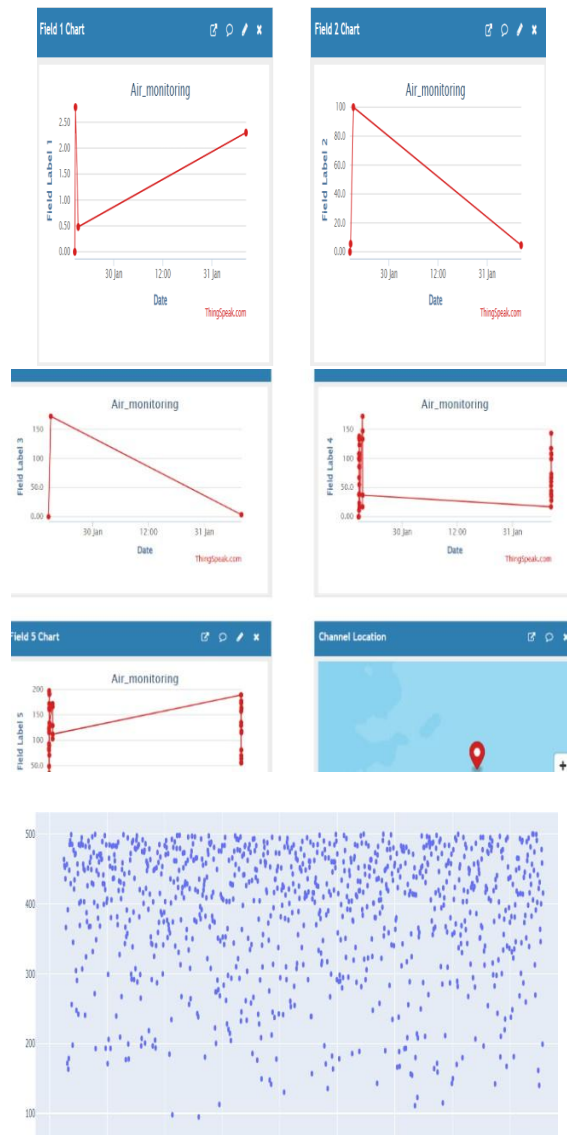 Field 1 Chart
Air_monitoring
Field Label 1
2.50
2.00
1.50
1.00
0.50
0.00
30 Jan 12:00 31 Jan
Date
ThingSpeak.com
Field 2 Chart
Air_monitoring
Field Label 2
100
80.0
60.0
40.0
20.0
0.00
30 Jan 12:00 31 Jan
Date
ThingSpeak.com
Air_monitoring
Field Label 3
150
100
50.0
0.00
30 Jan 12:00 31 Jan
Date
ThingSpeak.com
Air_monitoring
Field Label 4
150
100
50.0
0.00
30 Jan 12:00 31 Jan
Date
ThingSpeak.com
Field 5 Chart
Air_monitoring
Field Label 5
200
150
100
50.0
Channel Location
+
500
400
300
200
100